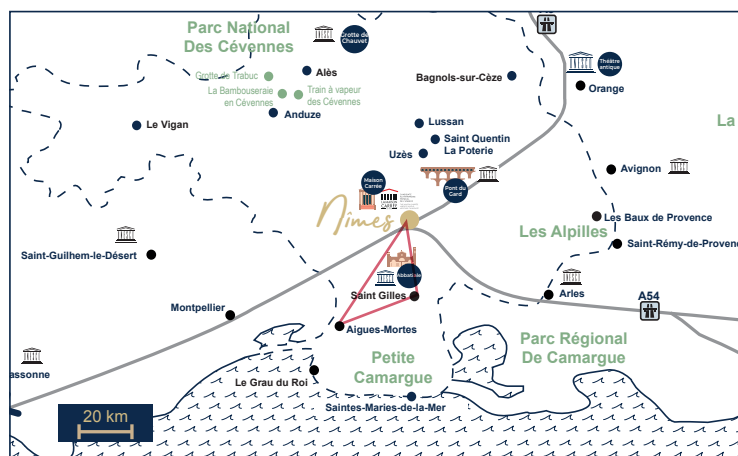 Parc National
Des Cévennes
Grotte de
Chauvet
Grotte de Trabuc
Alès
La Bambouseraie
en Cévennes
Train à vapeur
des Cévennes
Anduze
Le Vigan
Bagnols-sur-Cèze
Théâtre
antique
Orange
La
Lussan
Saint Quentin
La Poterie
Uzès
Avignon
Maison
Carrée
Pont du
Gard
Nîmes
Les Baux de Provence
Les Alpilles
Saint-Rémy-de-Proven
Saint-Guilhem-le-Désert
Abbatiale
Saint Gilles
Arles
A54
Montpellier
Aigues-Mortes
Parc Régional
De Camargue
Petite
Camargue
assonne
Le Grau du Roi
Saintes-Maries-de-la-Mer
20 km